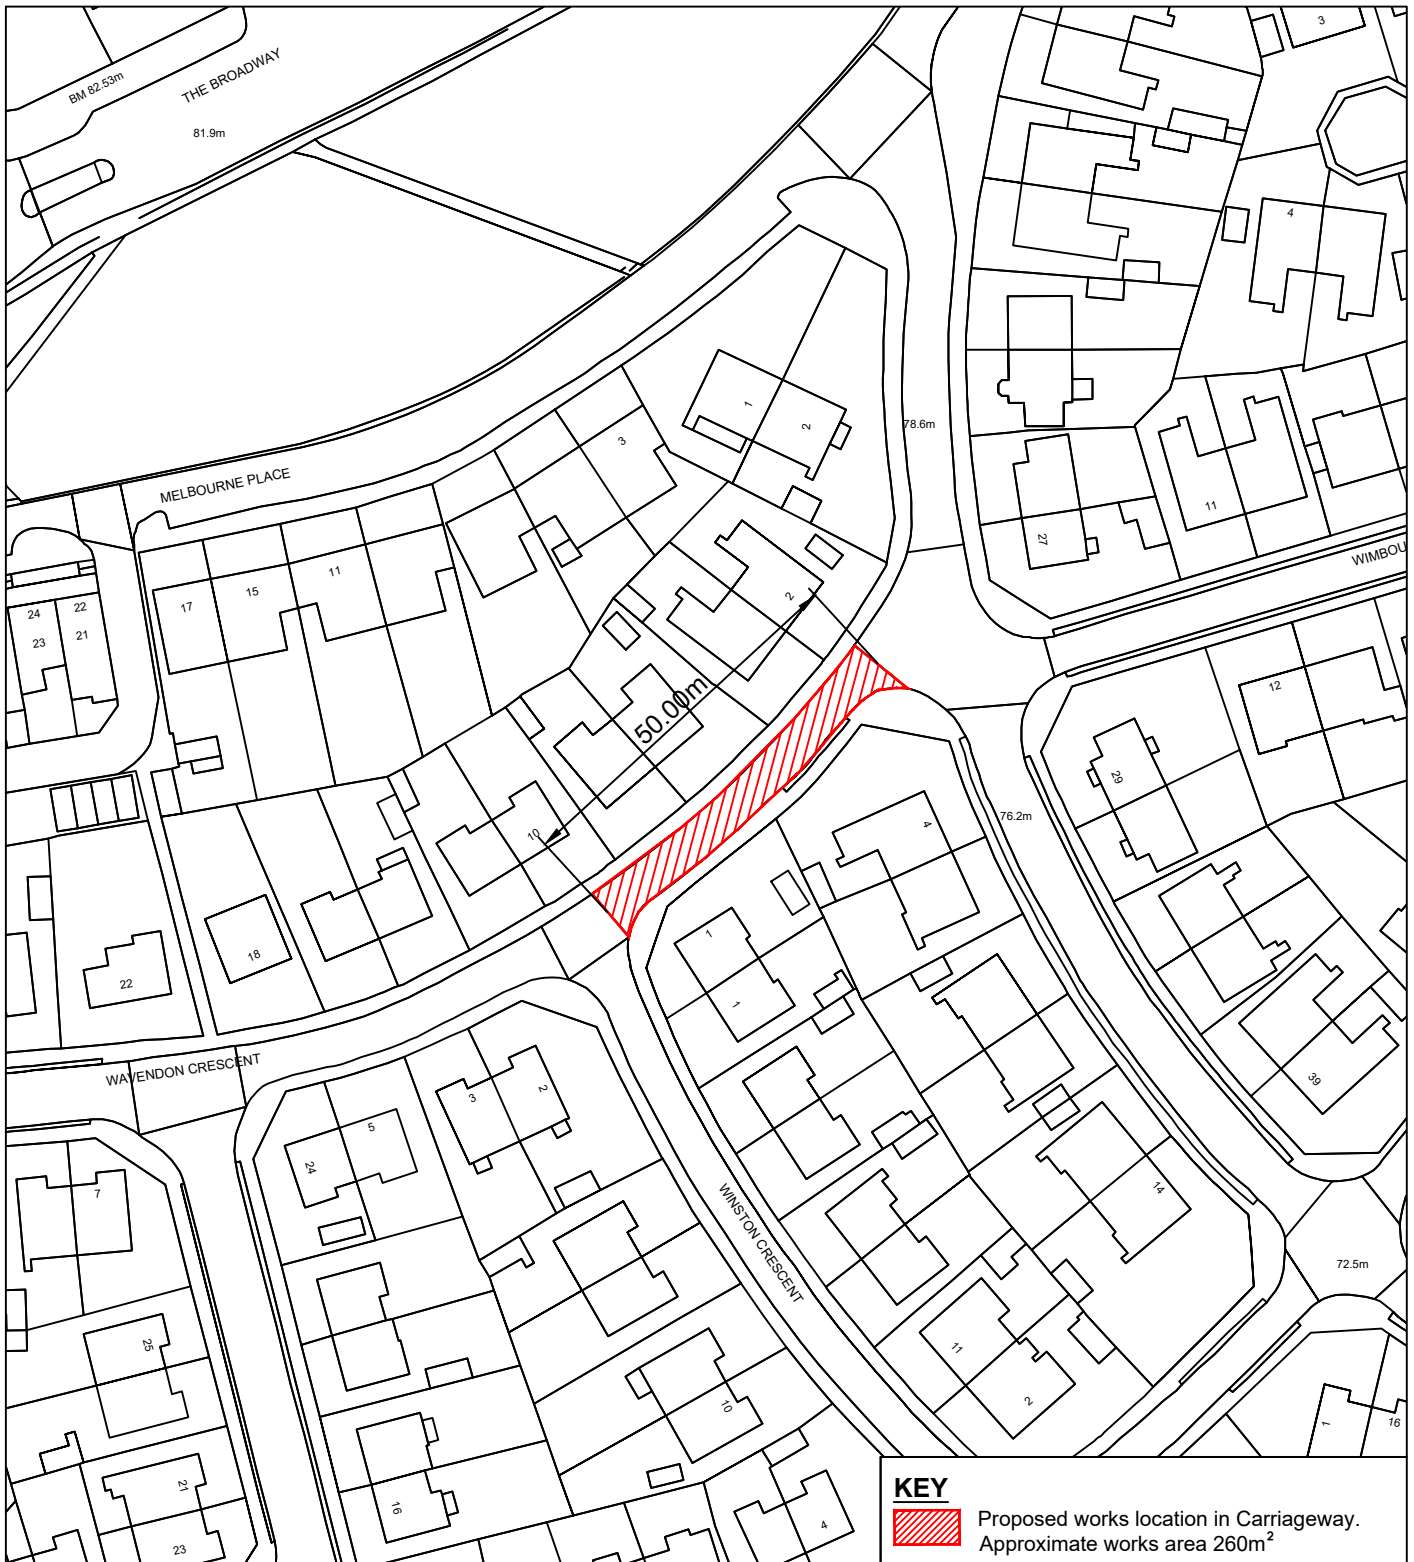 3
BM 82.53m
THE BROADWAY
81.9m
4
1
2
78.6m
3
MELBOURNE PLACE
11
27
WIMBOU
17
15
11
24
22
23
21
2
50.00m
12
29
10
4
76.2m
18
22
1
1
WAVENDON CRESCENT
3
2
5
24
39
7
14
WINSTON CRESCENT
72.5m
25
11
2
10
1
16
21
16
4
23
KEY
Proposed works location in Carriageway.
Approximate works area 260m²